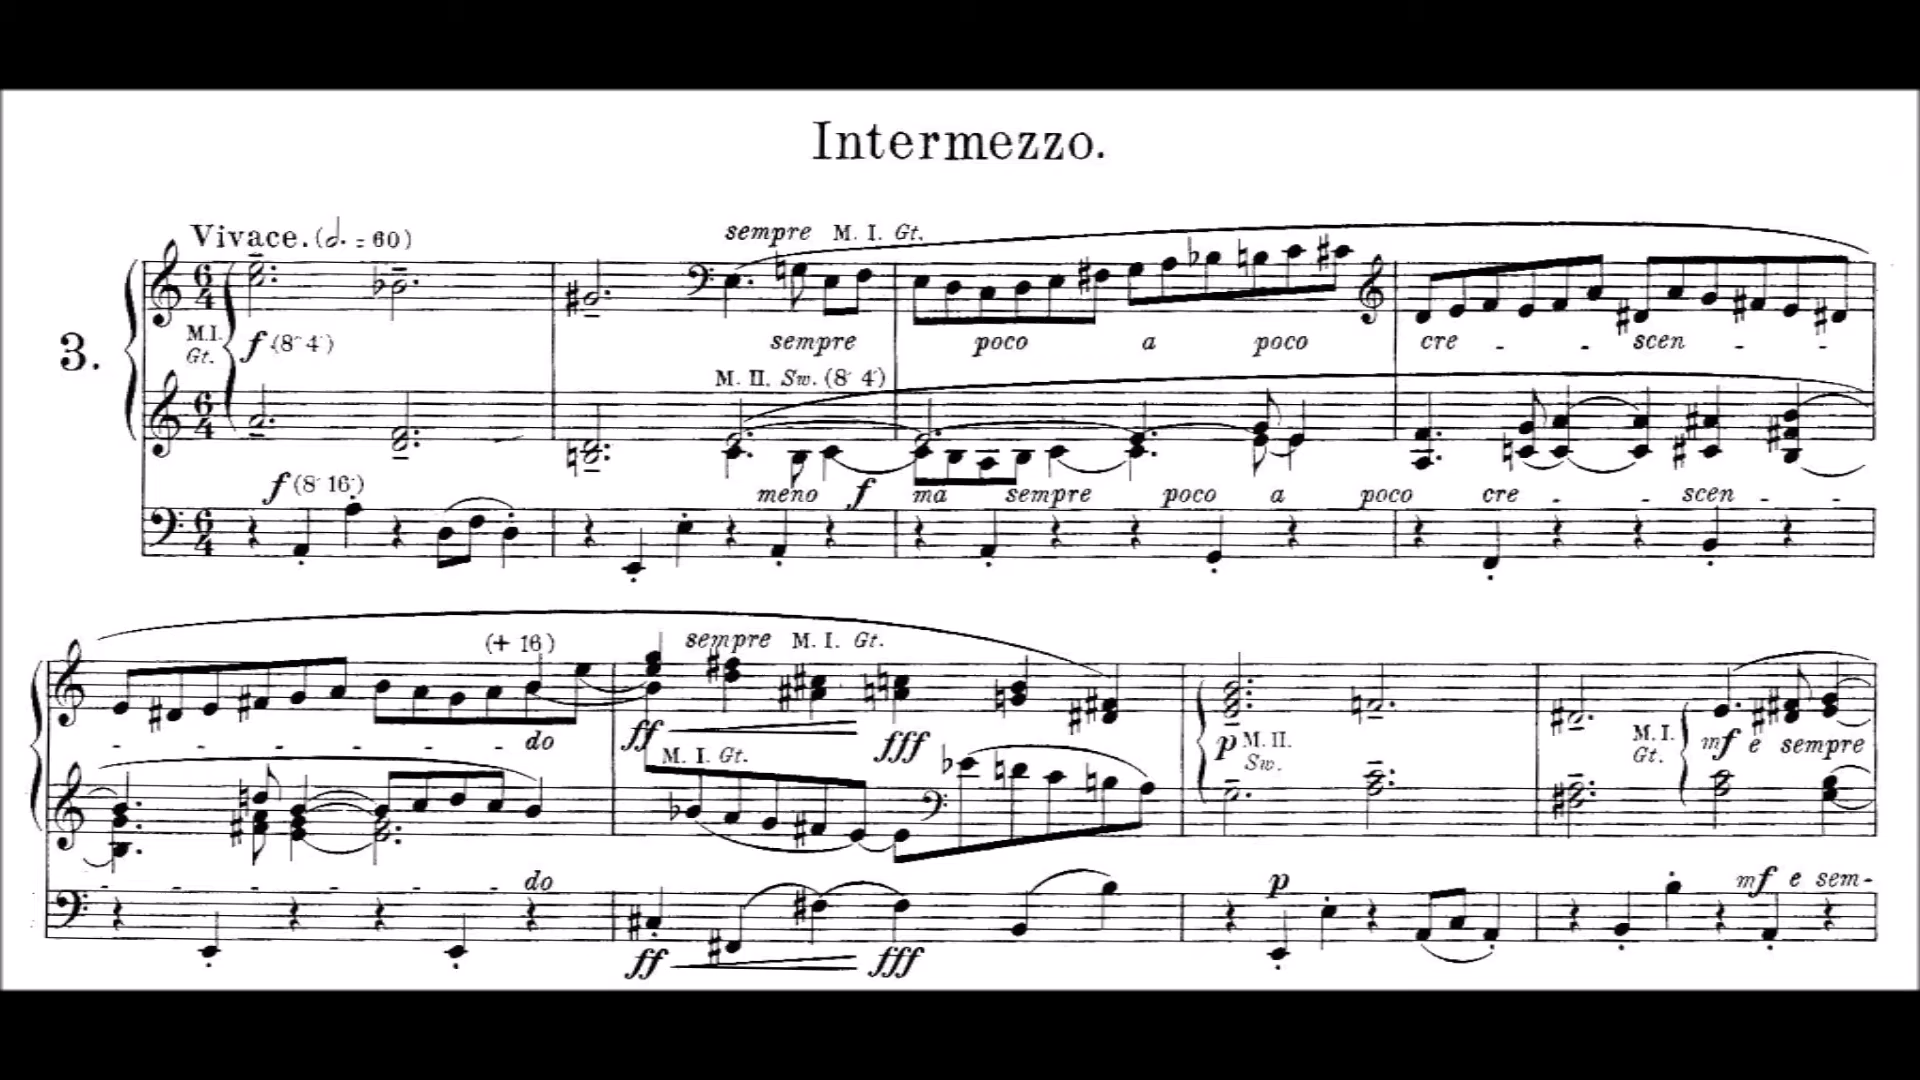 Intermezzo.
Vivace. (𝅗𝅥. = 60)
sempre M. I. Gt.
3.
M.I.
Gt.
f (8' 4')
sempre poco a poco cre - - scen - -
M. II. Sw. (8' 4')
f (8' 16')
meno f ma sempre poco a poco cre - - scen - -
(+ 16)
sempre M. I. Gt.
- - - - - - do
ff
fff
M. I. Gt.
p M. II.
Sw.
M. I.
Gt.
mf e sempre
- - - - - - do
p
mf e sem-
ff
fff